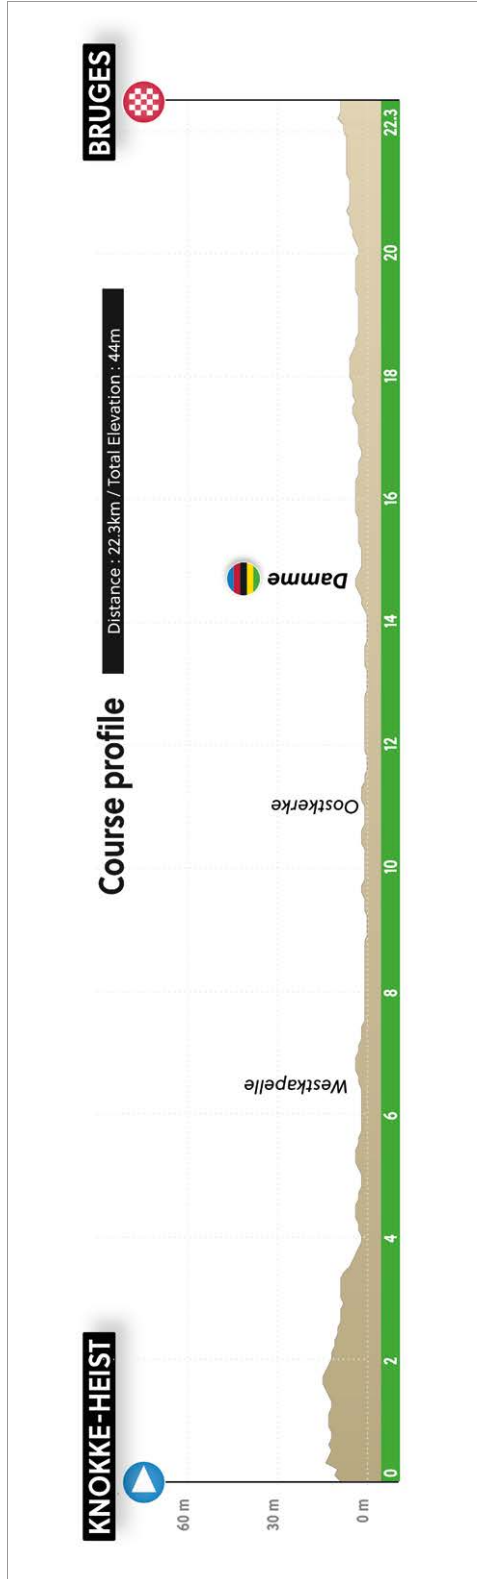 KNOKKE-HEIST
BRUGES
Course profile
Distance : 22.3km / Total Elevation : 44m
60 m
30 m
0 m
Westkapelle
Oostkerke
Damme
0
2
4
6
8
10
12
14
16
18
20
22.3